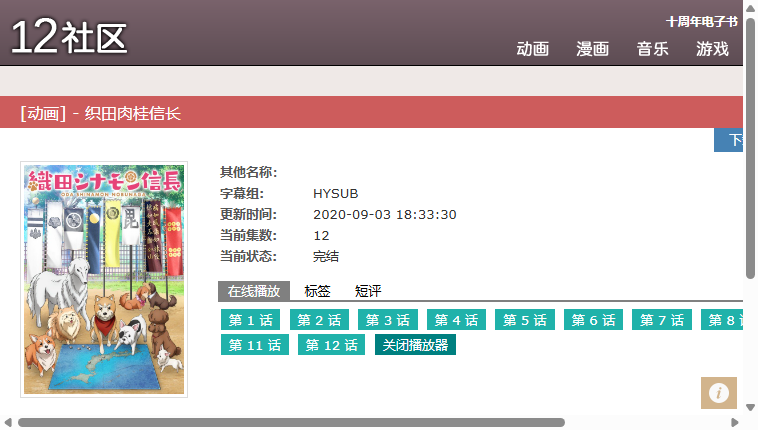 12社区
十周年电子书
动画 漫画 音乐 游戏
[动画] - 织田肉桂信长
織田シナモン信長
ODA SHINAMON NOBUNAGA
其他名称:
字幕组: HYSUB
更新时间: 2020-09-03 18:33:30
当前集数: 12
当前状态: 完结
在线播放 标签 短评
第 1 话 第 2 话 第 3 话 第 4 话 第 5 话 第 6 话 第 7 话 第 8
第 11 话 第 12 话 关闭播放器